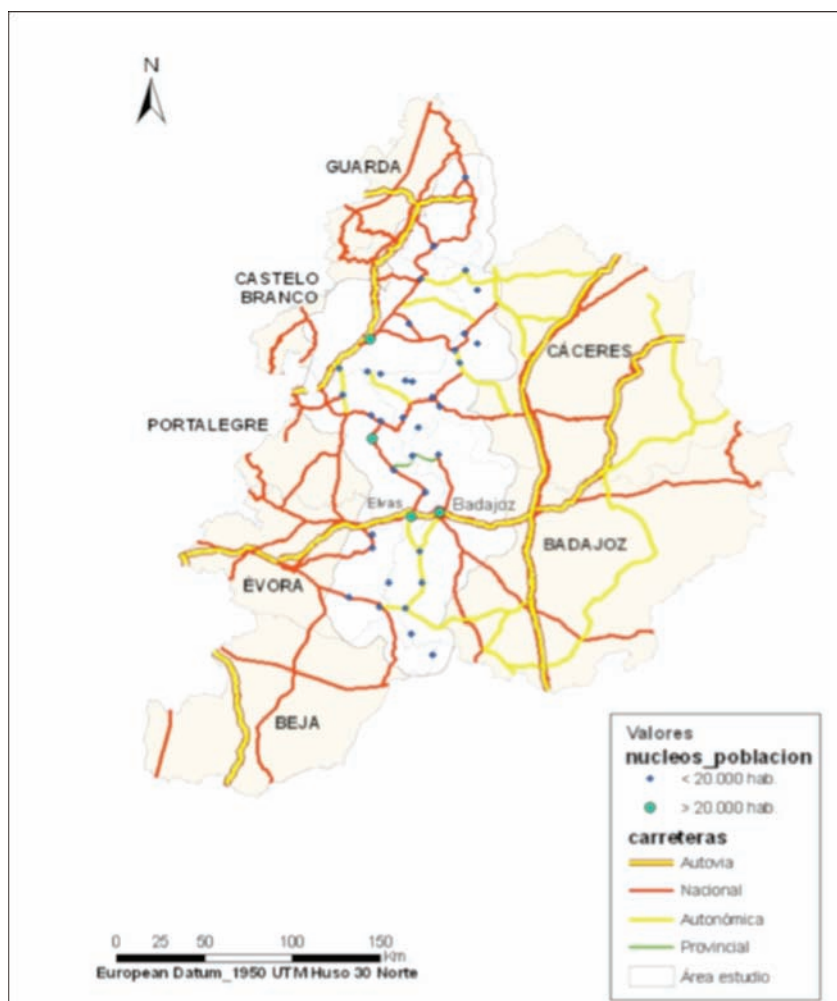 N
GUARDA
CASTELO
BRANCO
CÁCERES
PORTALEGRE
Elvas
Badajoz
BADAJOZ
ÉVORA
BEJA
Valores
nucleos_poblacion
< 20.000 hab.
> 20.000 hab.
carreteras
Autovia
Nacional
Autonómica
Provincial
Área estudio
0 25 50 100 150
Km
European Datum_1950 UTM Huso 30 Norte